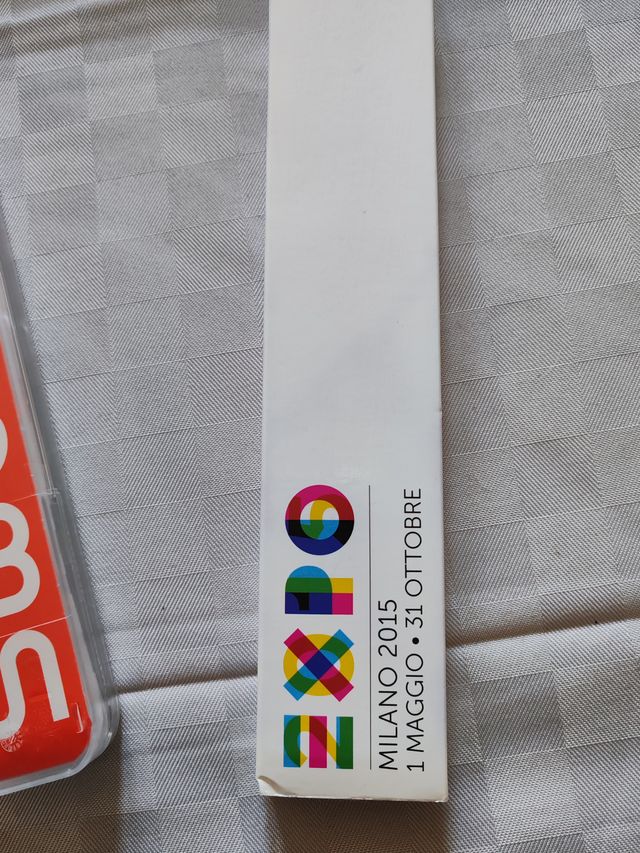 EXPO
MILANO 2015
1 MAGGIO • 31 OTTOBRE